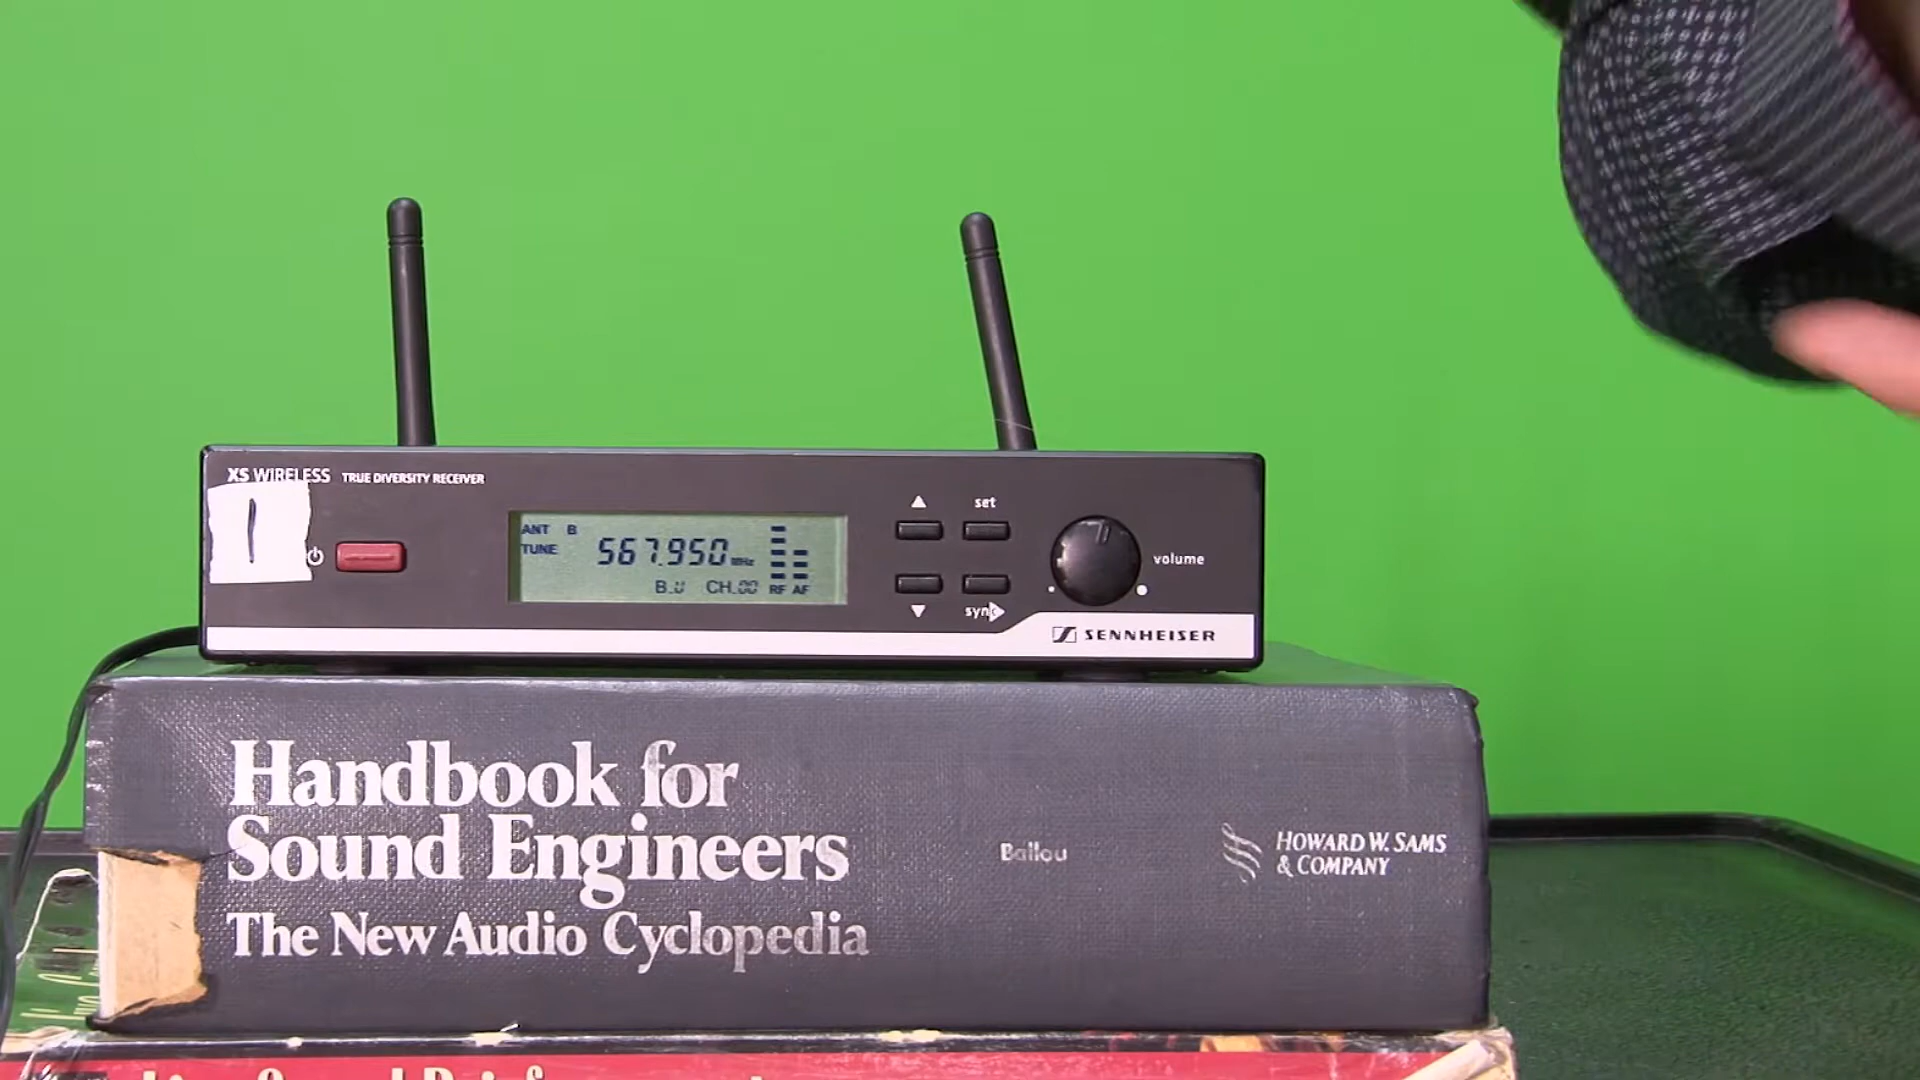 XS WIRELESS TRUE DIVERSITY RECEIVER
1
ANT B
TUNE
567.950 MHz
B.U CH.00 RF AF
set
sync
volume
SENNHEISER
Handbook for
Sound Engineers
The New Audio Cyclopedia
Ballou
HOWARD W. SAMS
& COMPANY